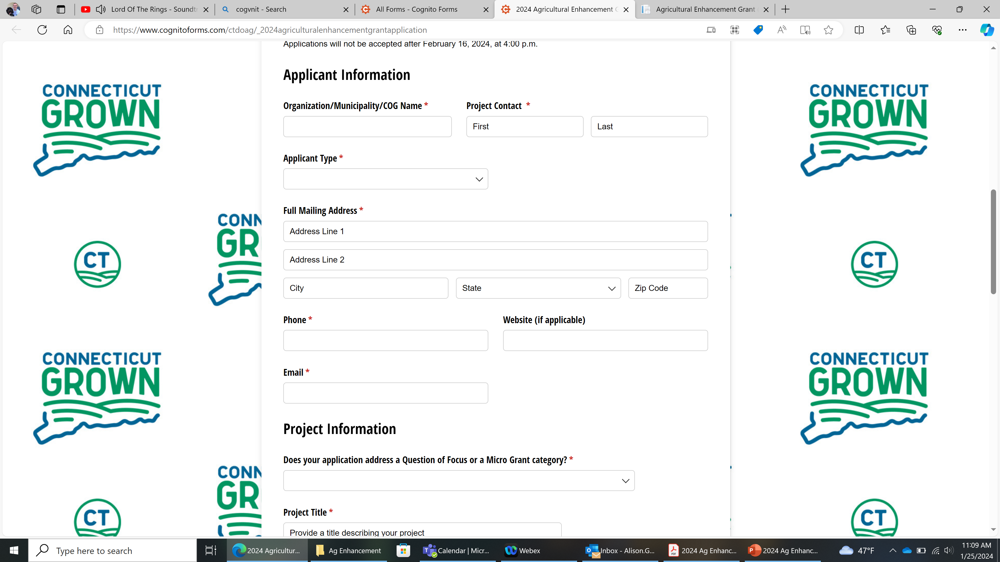 Lord Of The Rings - Soundtr
cogvnit - Search
All Forms - Cognito Forms
2024 Agricultural Enhancement G
Agricultural Enhancement Grant
https://www.cognitoforms.com/ctdoag/_2024agriculturalenhancementgrantapplication
Applications will not be accepted after February 16, 2024, at 4:00 p.m.
Applicant Information
Organization/Municipality/COG Name *
Project Contact *
First
Last
Applicant Type *
Full Mailing Address *
Address Line 1
Address Line 2
City
State
Zip Code
Phone *
Website (if applicable)
Email *
Project Information
Does your application address a Question of Focus or a Micro Grant category? *
Project Title *
Provide a title describing your project
CONNECTICUT
GROWN
CONNECTICUT
GROWN
CONN
GR
CT
CT
CONNECTICUT
GROWN
CONNECTICUT
GROWN
CONN
GR
CT
CT
Type here to search
2024 Agricultur...
Ag Enhancement
Calendar | Micr...
Webex
Inbox - Alison.G...
2024 Ag Enhanc...
2024 Ag Enhanc...
47°F
11:09 AM
1/25/2024